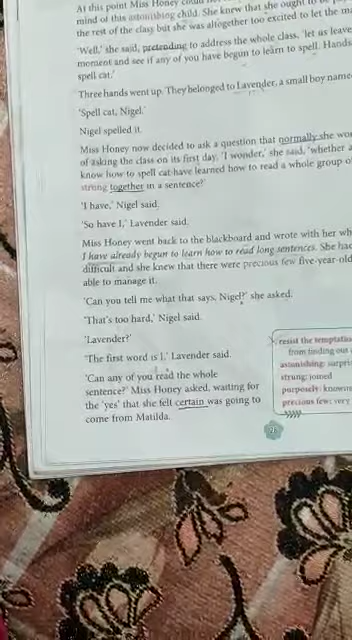 At this point Miss Honey could
mind of this astonishing child. She knew that she ought to
the rest of the class but she was altogether too excited to let the
'Well,' she said, pretending to address the whole class, 'let us leave
moment and see if any of you have begun to learn to spell. Hands
spell cat.'
Three hands went up. They belonged to Lavender, a small boy name
'Spell cat, Nigel.'
Nigel spelled it.
Miss Honey now decided to ask a question that normally she wo
of asking the class on its first day. 'I wonder,' she said, 'whether a
know how to spell cat have learned how to read a whole group o
strung together in a sentence?'
'I have,' Nigel said.
'So have I,' Lavender said.
Miss Honey went back to the blackboard and wrote with her wh
I have already begun to learn how to read long sentences. She had
difficult and she knew that there were precious few five-year-old
able to manage it.
'Can you tell me what that says, Nigel?' she asked.
'That's too hard,' Nigel said.
'Lavender?'
'The first word is I,' Lavender said.
'Can any of you read the whole
sentence?' Miss Honey asked, waiting for
the 'yes' that she felt certain was going to
come from Matilda.
resist the temptatio
from finding out
astonishing: surpri
strung: joined
purposely: knowin
precious few: very